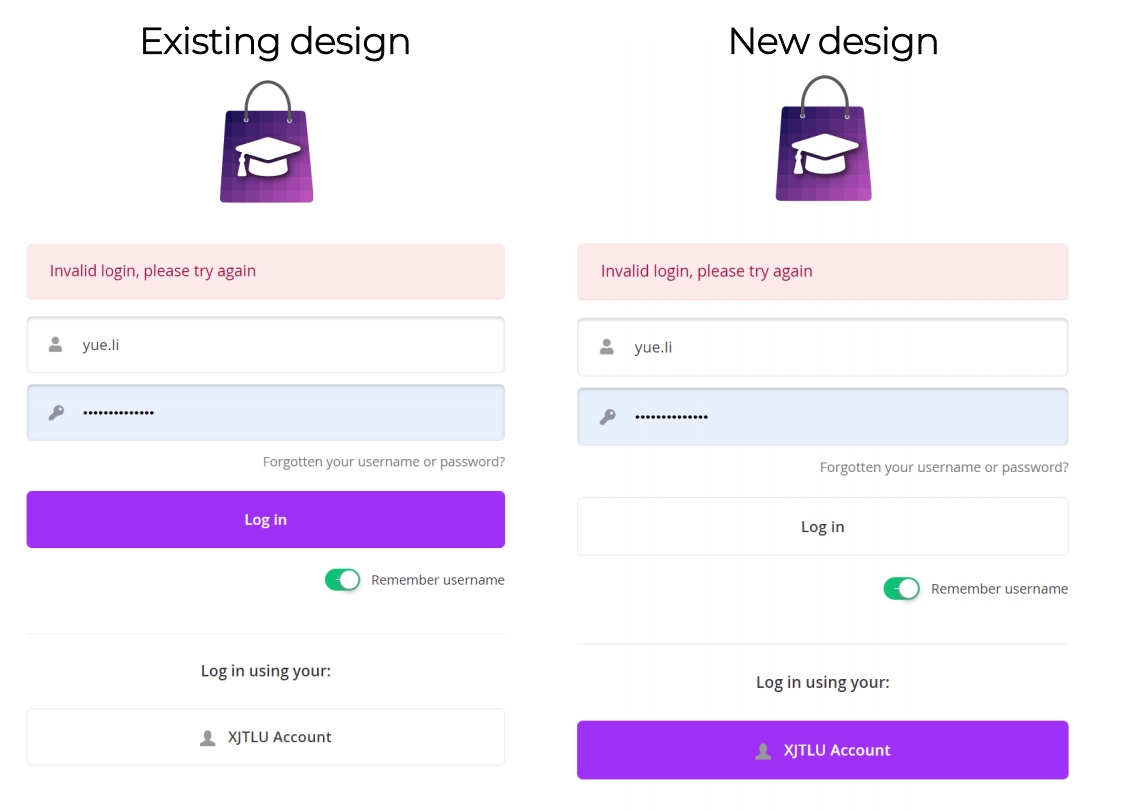 Existing design
Invalid login, please try again
yue.li
••••••••••••••
Forgotten your username or password?
Log in
Remember username
Log in using your:
XJTLU Account
New design
Invalid login, please try again
yue.li
••••••••••••••
Forgotten your username or password?
Log in
Remember username
Log in using your:
XJTLU Account